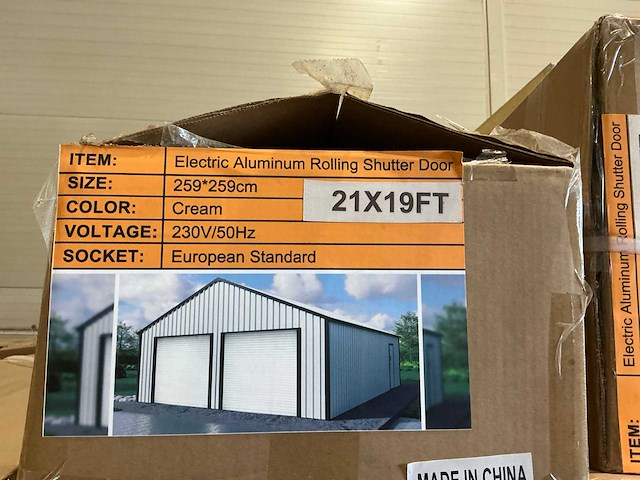 ITEM: Electric Aluminum Rolling Shutter Door
SIZE: 259*259cm
21X19FT
COLOR: Cream
VOLTAGE: 230V/50Hz
SOCKET: European Standard
MADE IN CHINA
ITEM: Electric Aluminum Rolling Shutter Door